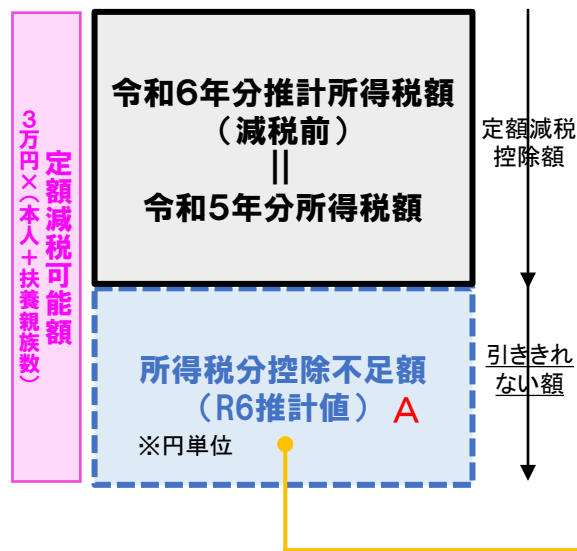 定額減税可能額
３万円×（本人＋扶養親族数）
令和６年分推計所得税額
（減税前）
||
令和５年分所得税額
定額減税
控除額
所得税分控除不足額
（R6推計値） A
※円単位
引ききれ
ない額